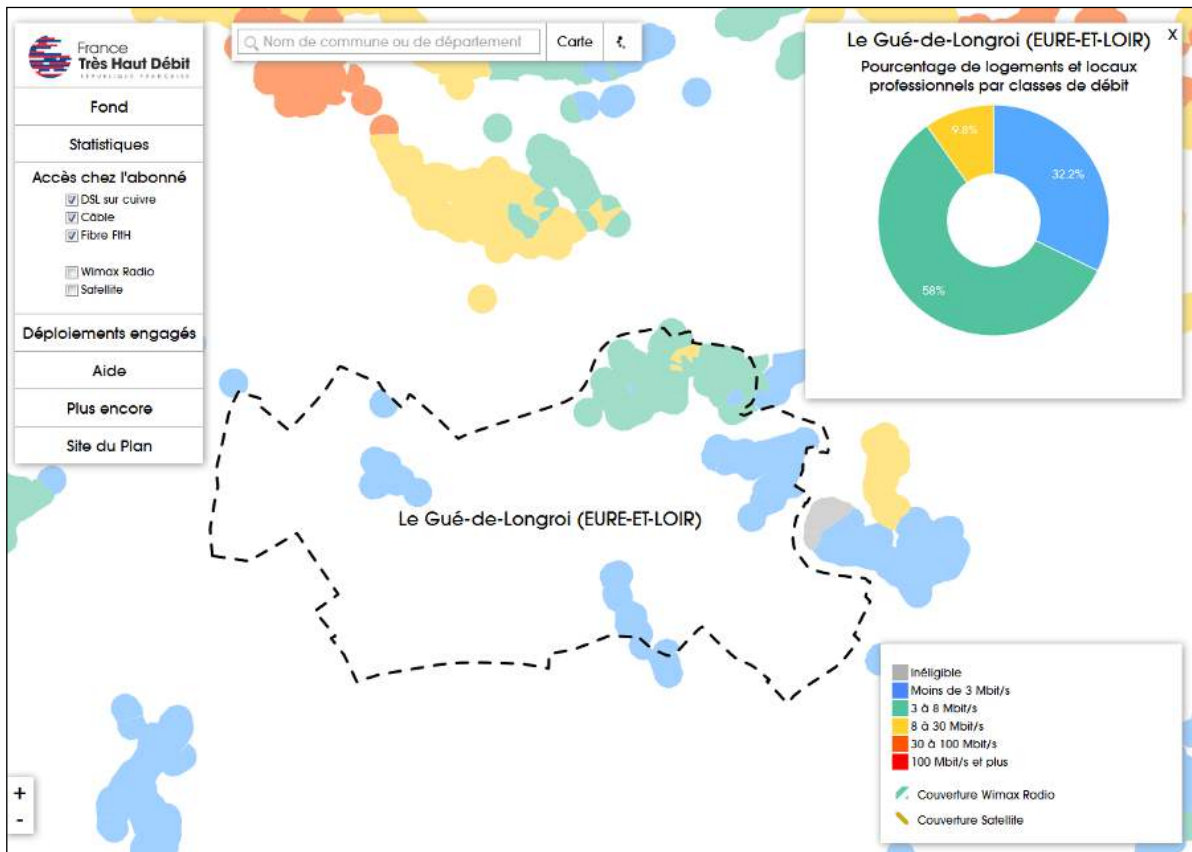 France
Très Haut Débit
RÉPUBLIQUE FRANÇAISE
Fond
Statistiques
Accès chez l'abonné
DSL sur cuivre
Câble
Fibre FttH
Wimax Radio
Satellite
Déploiements engagés
Aide
Plus encore
Site du Plan
Nom de commune ou de département
Carte
Le Gué-de-Longroi (EURE-ET-LOIR)
X
Pourcentage de logements et locaux
professionnels par classes de débit
9.8%
32.2%
58%
Le Gué-de-Longroi (EURE-ET-LOIR)
Inéligible
Moins de 3 Mbit/s
3 à 8 Mbit/s
8 à 30 Mbit/s
30 à 100 Mbit/s
100 Mbit/s et plus
Couverture Wimax Radio
Couverture Satellite
+
-